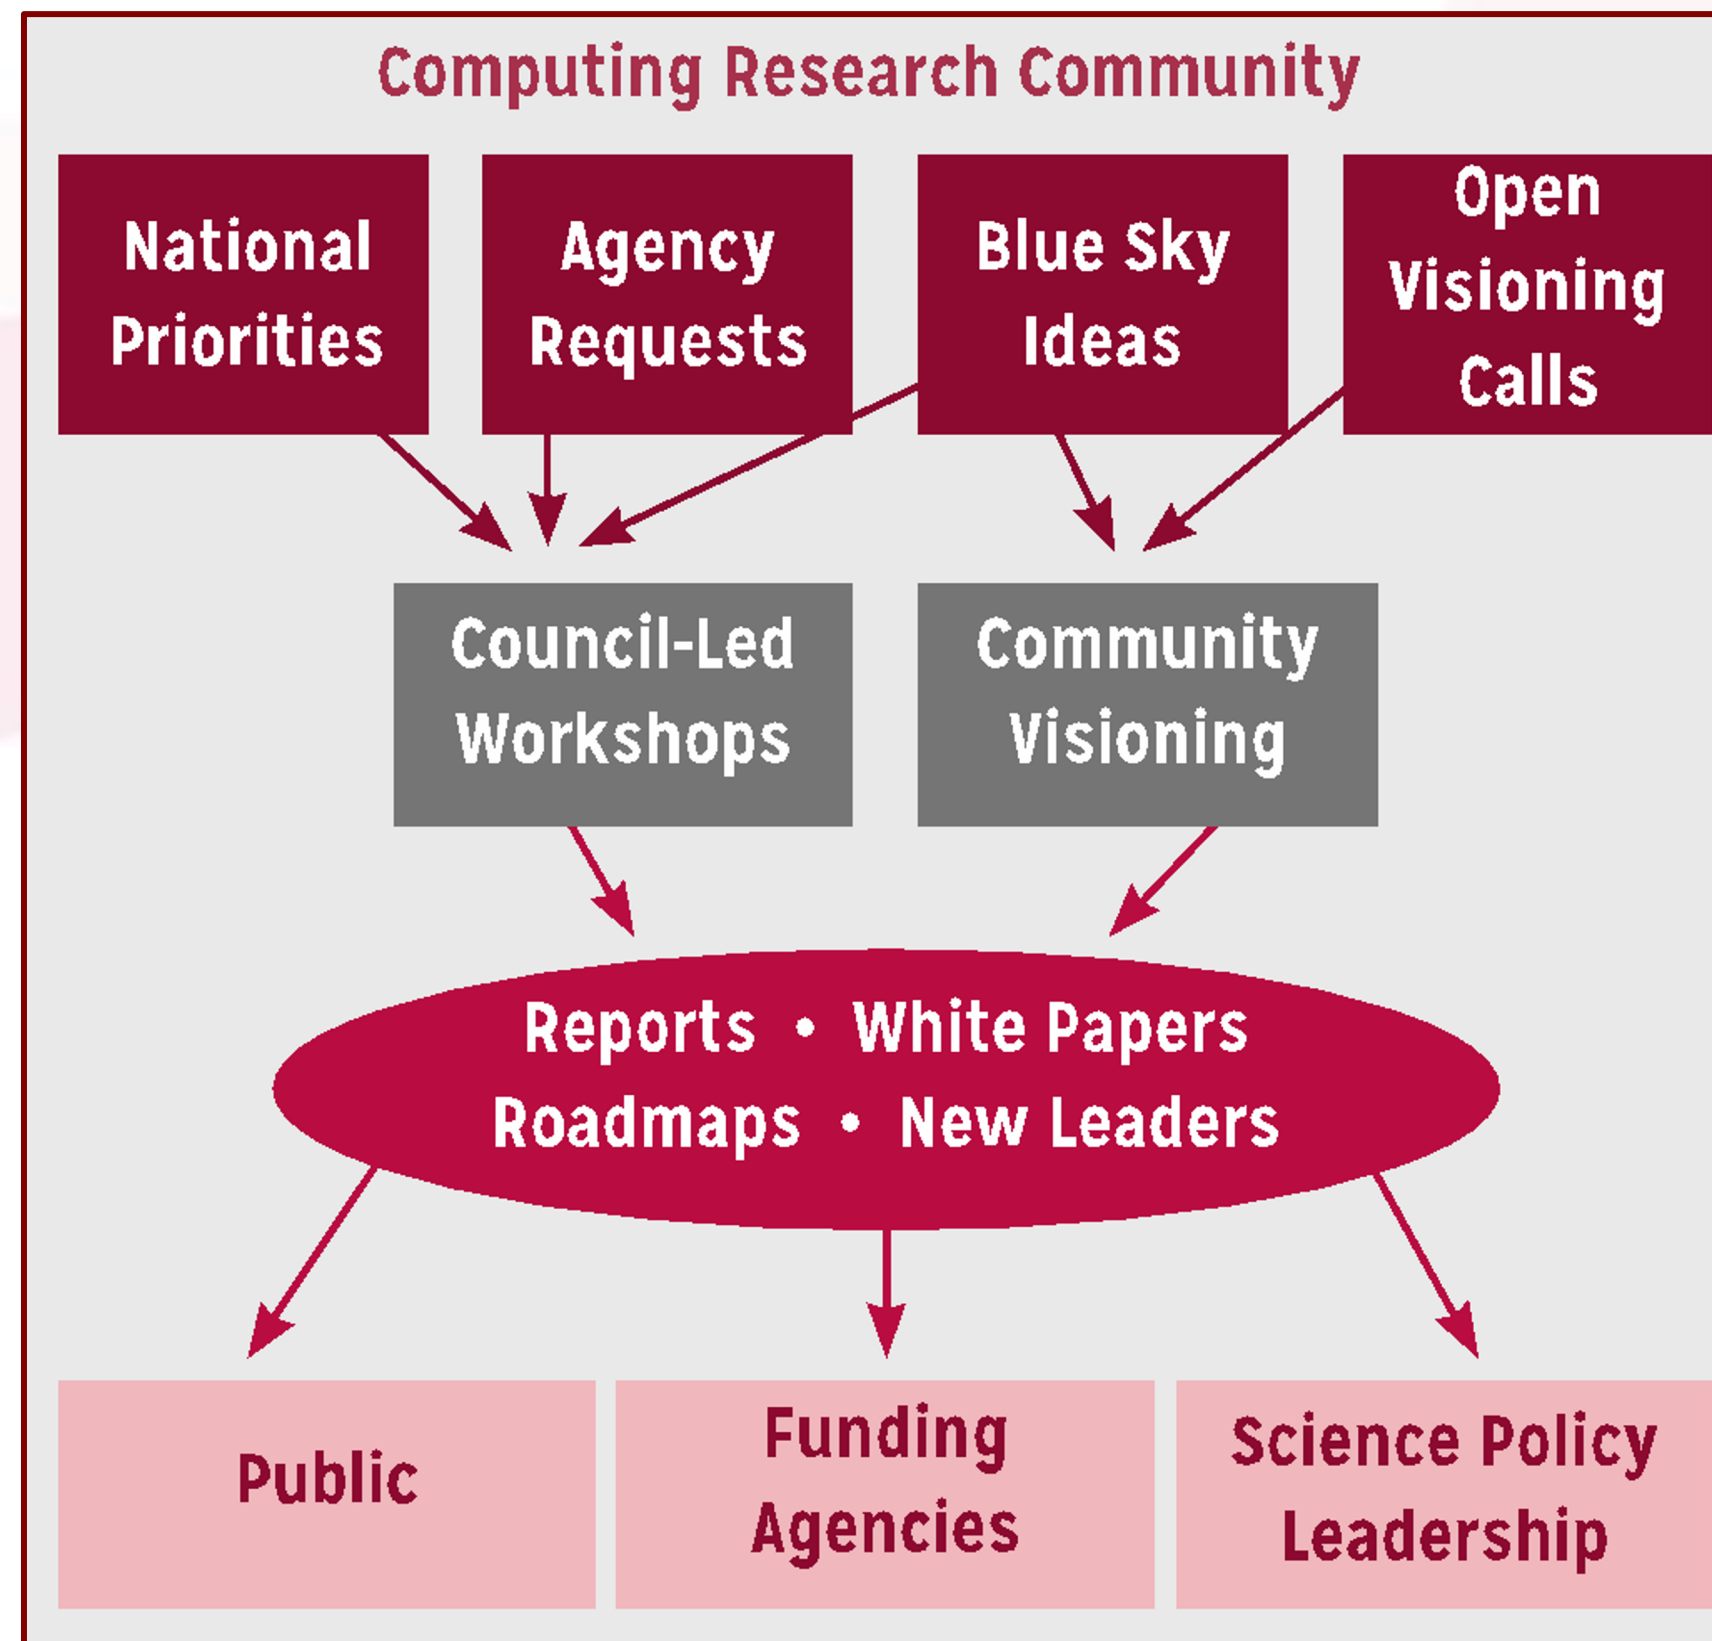 Computing Research Community
National
Priorities
Agency
Requests
Blue Sky
Ideas
Open
Visioning
Calls
Council-Led
Workshops
Community
Visioning
Reports • White Papers
Roadmaps • New Leaders
Public
Funding
Agencies
Science Policy
Leadership